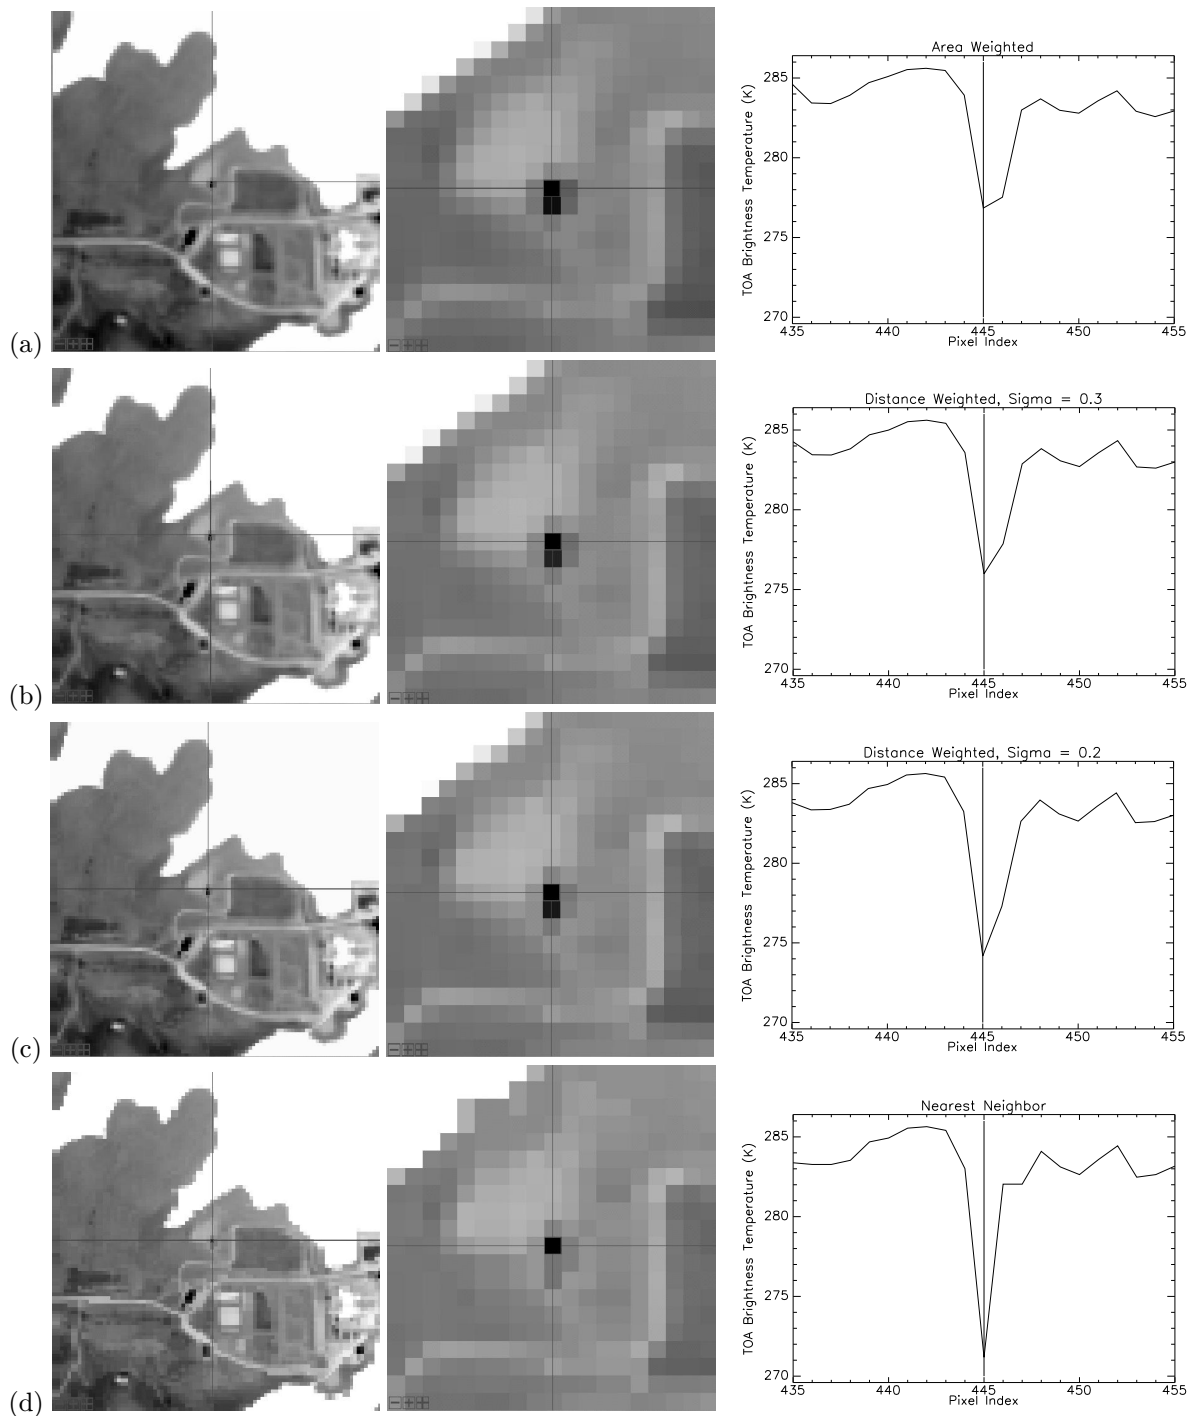 Area Weighted
TOA Brightness Temperature (K)
285
280
275
270
435 440 445 450 455
Pixel Index
(a)
Distance Weighted, Sigma = 0.3
TOA Brightness Temperature (K)
285
280
275
270
435 440 445 450 455
Pixel Index
(b)
Distance Weighted, Sigma = 0.2
TOA Brightness Temperature (K)
285
280
275
270
435 440 445 450 455
Pixel Index
(c)
Nearest Neighbor
TOA Brightness Temperature (K)
285
280
275
270
435 440 445 450 455
Pixel Index
(d)